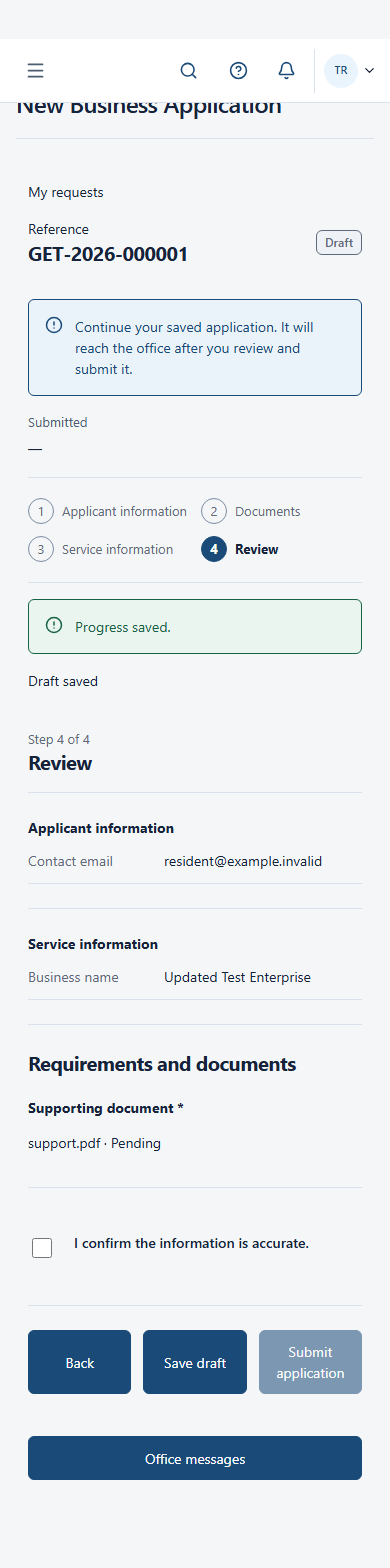 TR
New Business Application
My requests
Reference
GET-2026-000001
Draft
Continue your saved application. It will
reach the office after you review and
submit it.
Submitted
—
1 Applicant information
2 Documents
3 Service information
4 Review
Progress saved.
Draft saved
Step 4 of 4
Review
Applicant information
Contact email resident@example.invalid
Service information
Business name Updated Test Enterprise
Requirements and documents
Supporting document *
support.pdf · Pending
I confirm the information is accurate.
Back
Save draft
Submit
application
Office messages